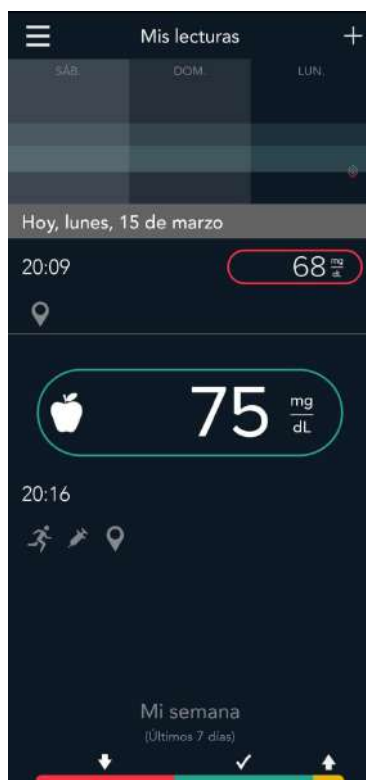 Mis lecturas
SÁB. DOM. LUN.
Hoy, lunes, 15 de marzo
20:09 68 mg/dL
75 mg/dL
20:16
Mi semana
(Últimos 7 días)